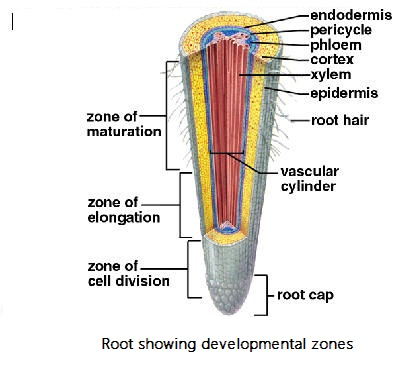 endodermis
pericycle
phloem
cortex
xylem
epidermis
root hair
zone of
maturation
vascular
cylinder
zone of
elongation
zone of
cell division
root cap
Root showing developmental zones